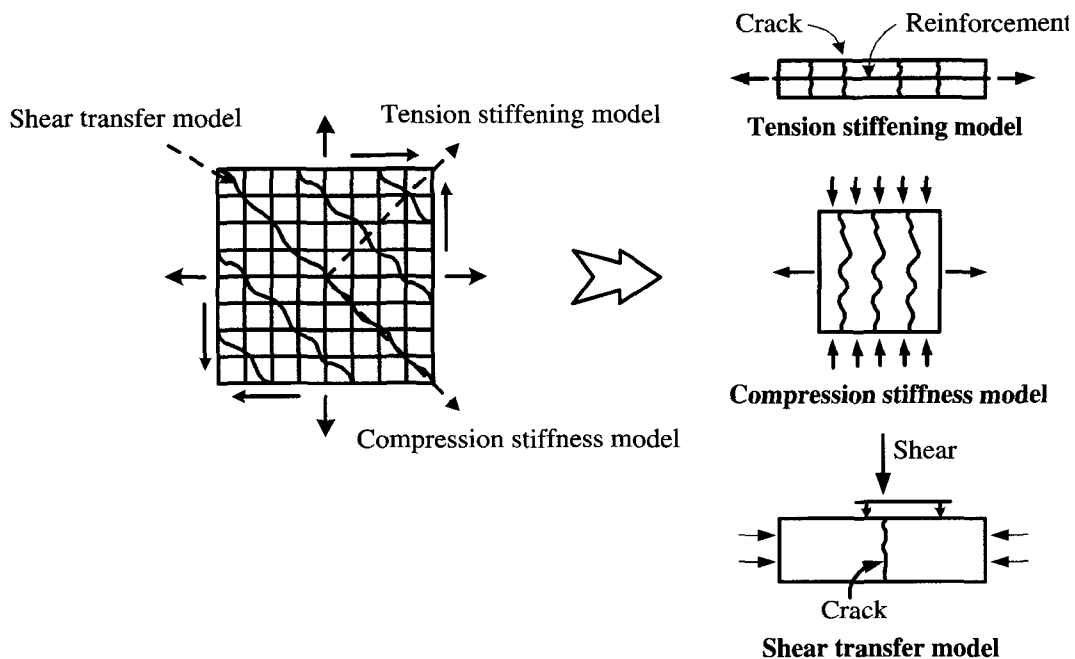 Crack
Reinforcement
Tension stiffening model
Shear transfer model
Tension stiffening model
Compression stiffness model
Compression stiffness model
Shear
Crack
Shear transfer model